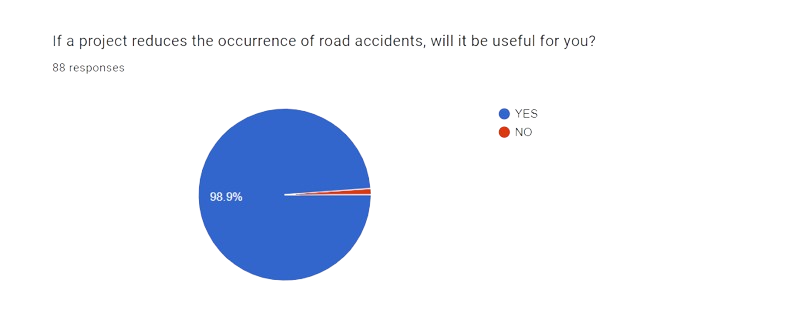 If a project reduces the occurrence of road accidents, will it be useful for you?
88 responses
YES
NO
98.9%